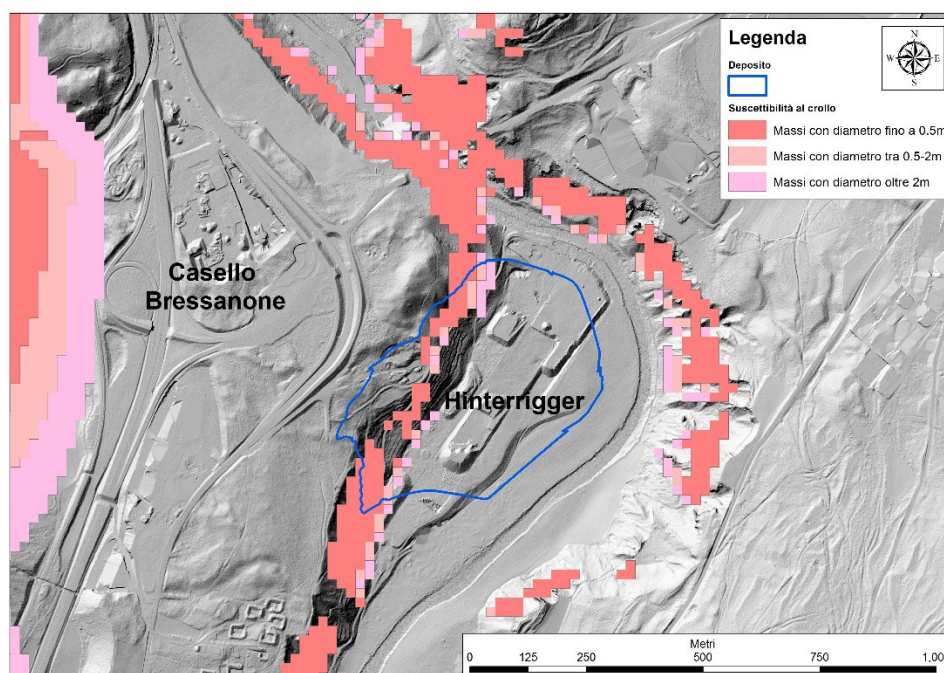 Legenda
Deposito
Suscettibilità al crollo
Massi con diametro fino a 0.5m
Massi con diametro tra 0.5-2m
Massi con diametro oltre 2m
N
W
E
S
Casello
Bressanone
Hinterrigger
Metri
0 125 250 500 750 1,00